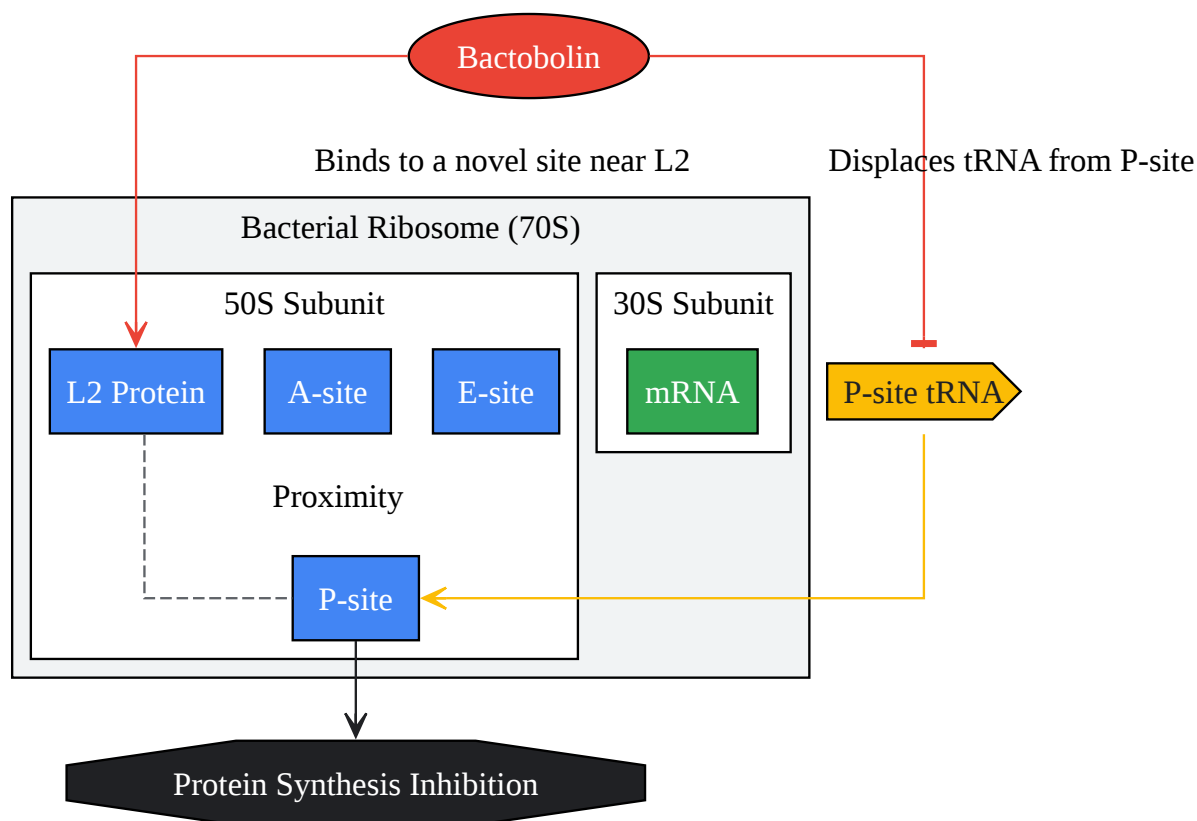 Bactobolin
Binds to a novel site near L2
Displaces tRNA from P-site
Bacterial Ribosome (70S)
50S Subunit
30S Subunit
L2 Protein
A-site
E-site
mRNA
P-site tRNA
Proximity
P-site
Protein Synthesis Inhibition